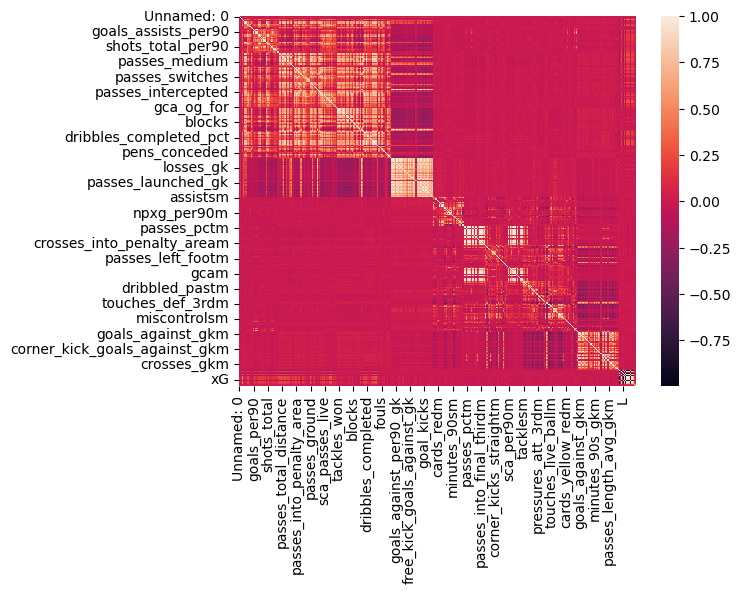 Unnamed: 0
goals_assists_per90
shots_total_per90
passes_medium
passes_switches
passes_intercepted
gca_og_for
blocks
dribbles_completed_pct
pens_conceded
losses_gk
passes_launched_gk
assistsm
npxg_per90m
passes_pctm
crosses_into_penalty_aream
passes_left_footm
gcam
dribbled_pastm
touches_def_3rdm
miscontrolsm
goals_against_gkm
corner_kick_goals_against_gkm
crosses_gkm
xG
Unnamed: 0
goals_per90
shots_total
passes_total_distance
passes_into_penalty_area
passes_ground
sca_passes_live
tackles_won
blocks
dribbles_completed
fouls
goals_against_per90_gk
free_kick_goals_against_gk
goal_kicks
cards_redm
minutes_90sm
passes_pctm
passes_into_final_thirdm
corner_kicks_straightm
sca_per90m
tacklesm
pressures_att_3rdm
touches_live_ballm
cards_yellow_redm
goals_against_gkm
minutes_90s_gkm
passes_length_avg_gkm
L
1.00
0.75
0.50
0.25
0.00
-0.25
-0.50
-0.75